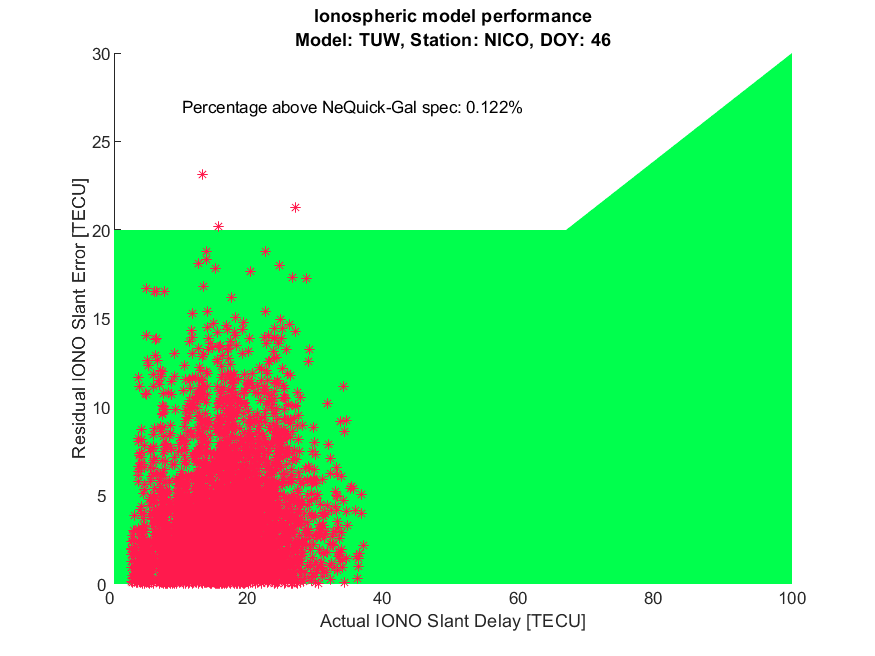 Ionospheric model performance
Model: TUW, Station: NICO, DOY: 46
Percentage above NeQuick-Gal spec: 0.122%
30
25
20
15
10
5
0
Residual IONO Slant Error [TECU]
0 20 40 60 80 100
Actual IONO Slant Delay [TECU]